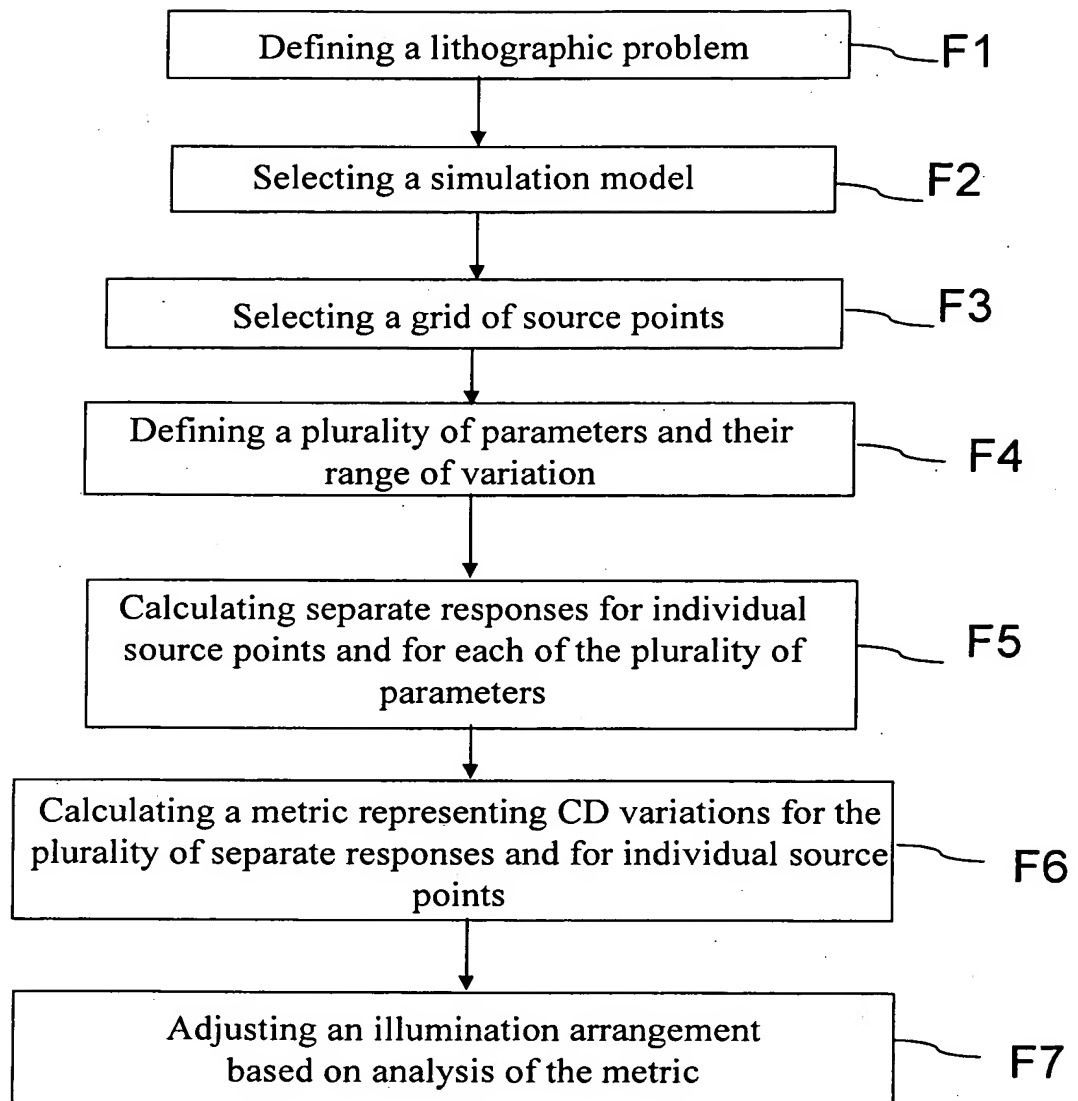 Defining a lithographic problem
F1
Selecting a simulation model
F2
Selecting a grid of source points
F3
Defining a plurality of parameters and their
range of variation
F4
Calculating separate responses for individual
source points and for each of the plurality of
parameters
F5
Calculating a metric representing CD variations for the
plurality of separate responses and for individual source
points
F6
Adjusting an illumination arrangement
based on analysis of the metric
F7